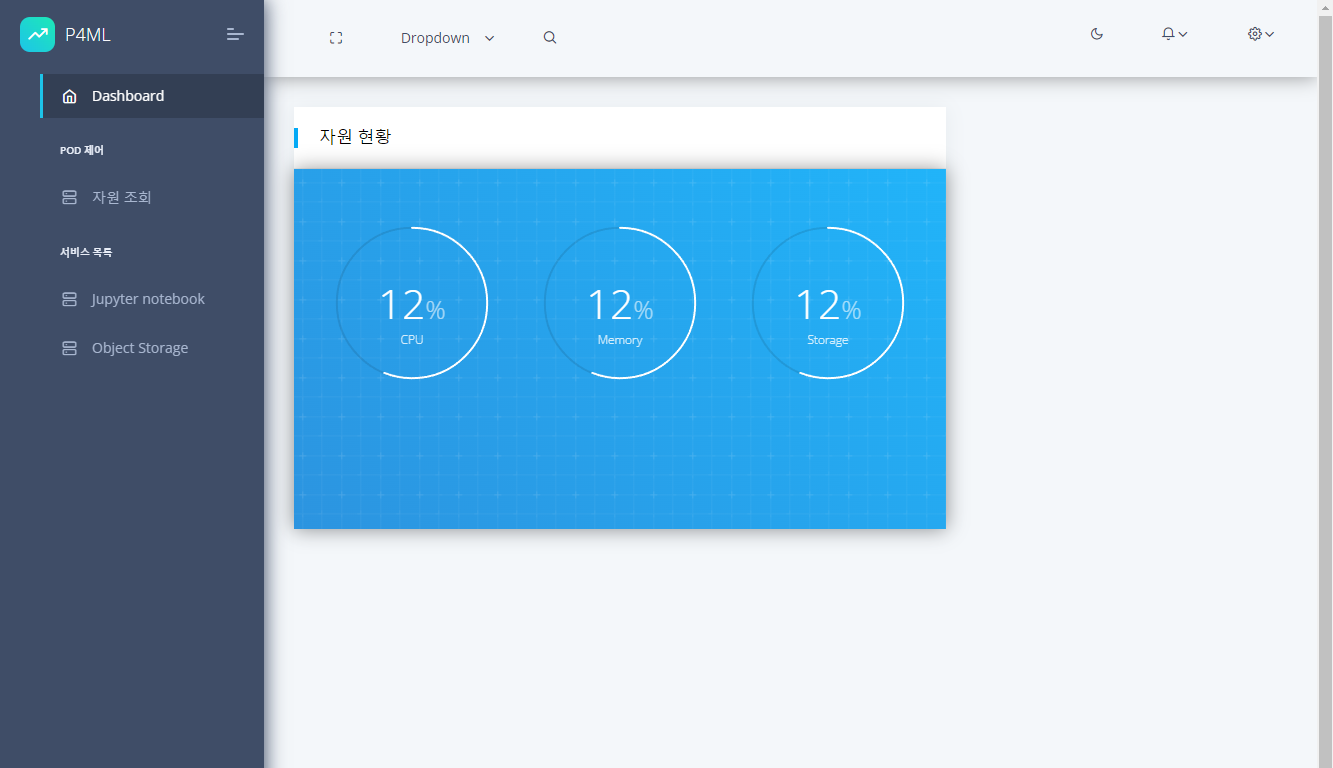 P4ML
Dropdown
Dashboard
POD 제어
자원 조회
서비스 목록
Jupyter notebook
Object Storage
자원 현황
12%
CPU
12%
Memory
12%
Storage